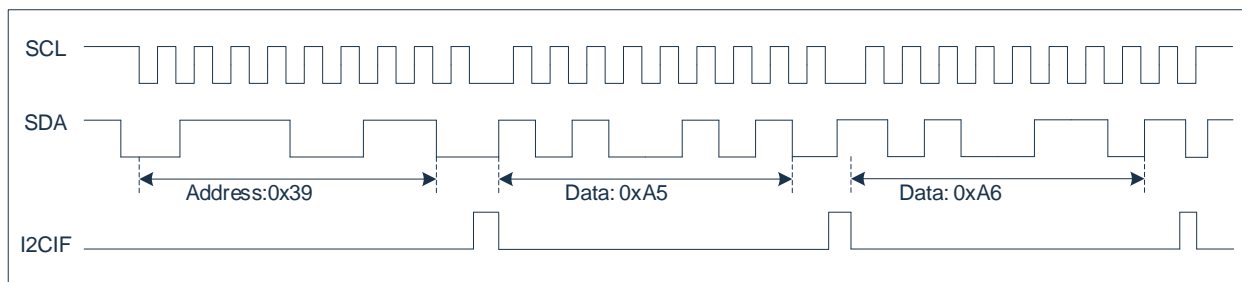 SCL
SDA
Address:0x39
Data: 0xA5
Data: 0xA6
I2CIF